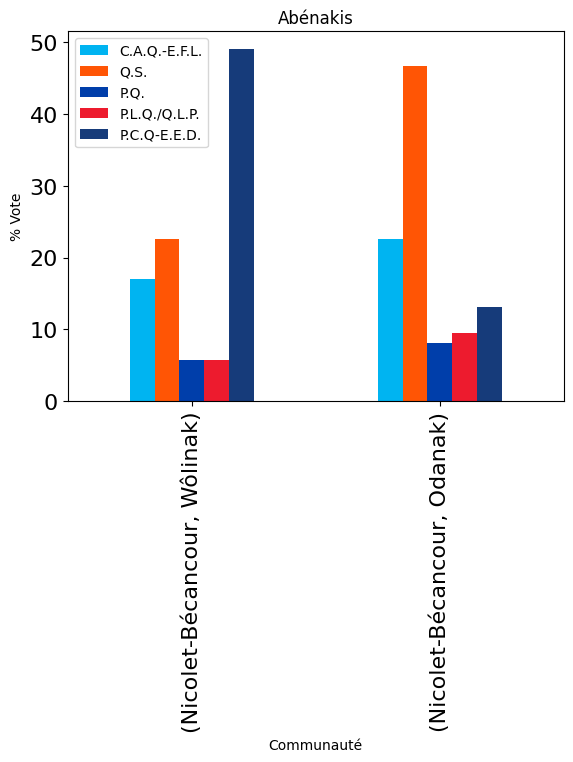 Abénakis
C.A.Q.-E.F.L.
Q.S.
P.Q.
P.L.Q./Q.L.P.
P.C.Q-E.E.D.
% Vote
50
40
30
20
10
0
(Nicolet-Bécancour, Wôlinak)
(Nicolet-Bécancour, Odanak)
Communauté